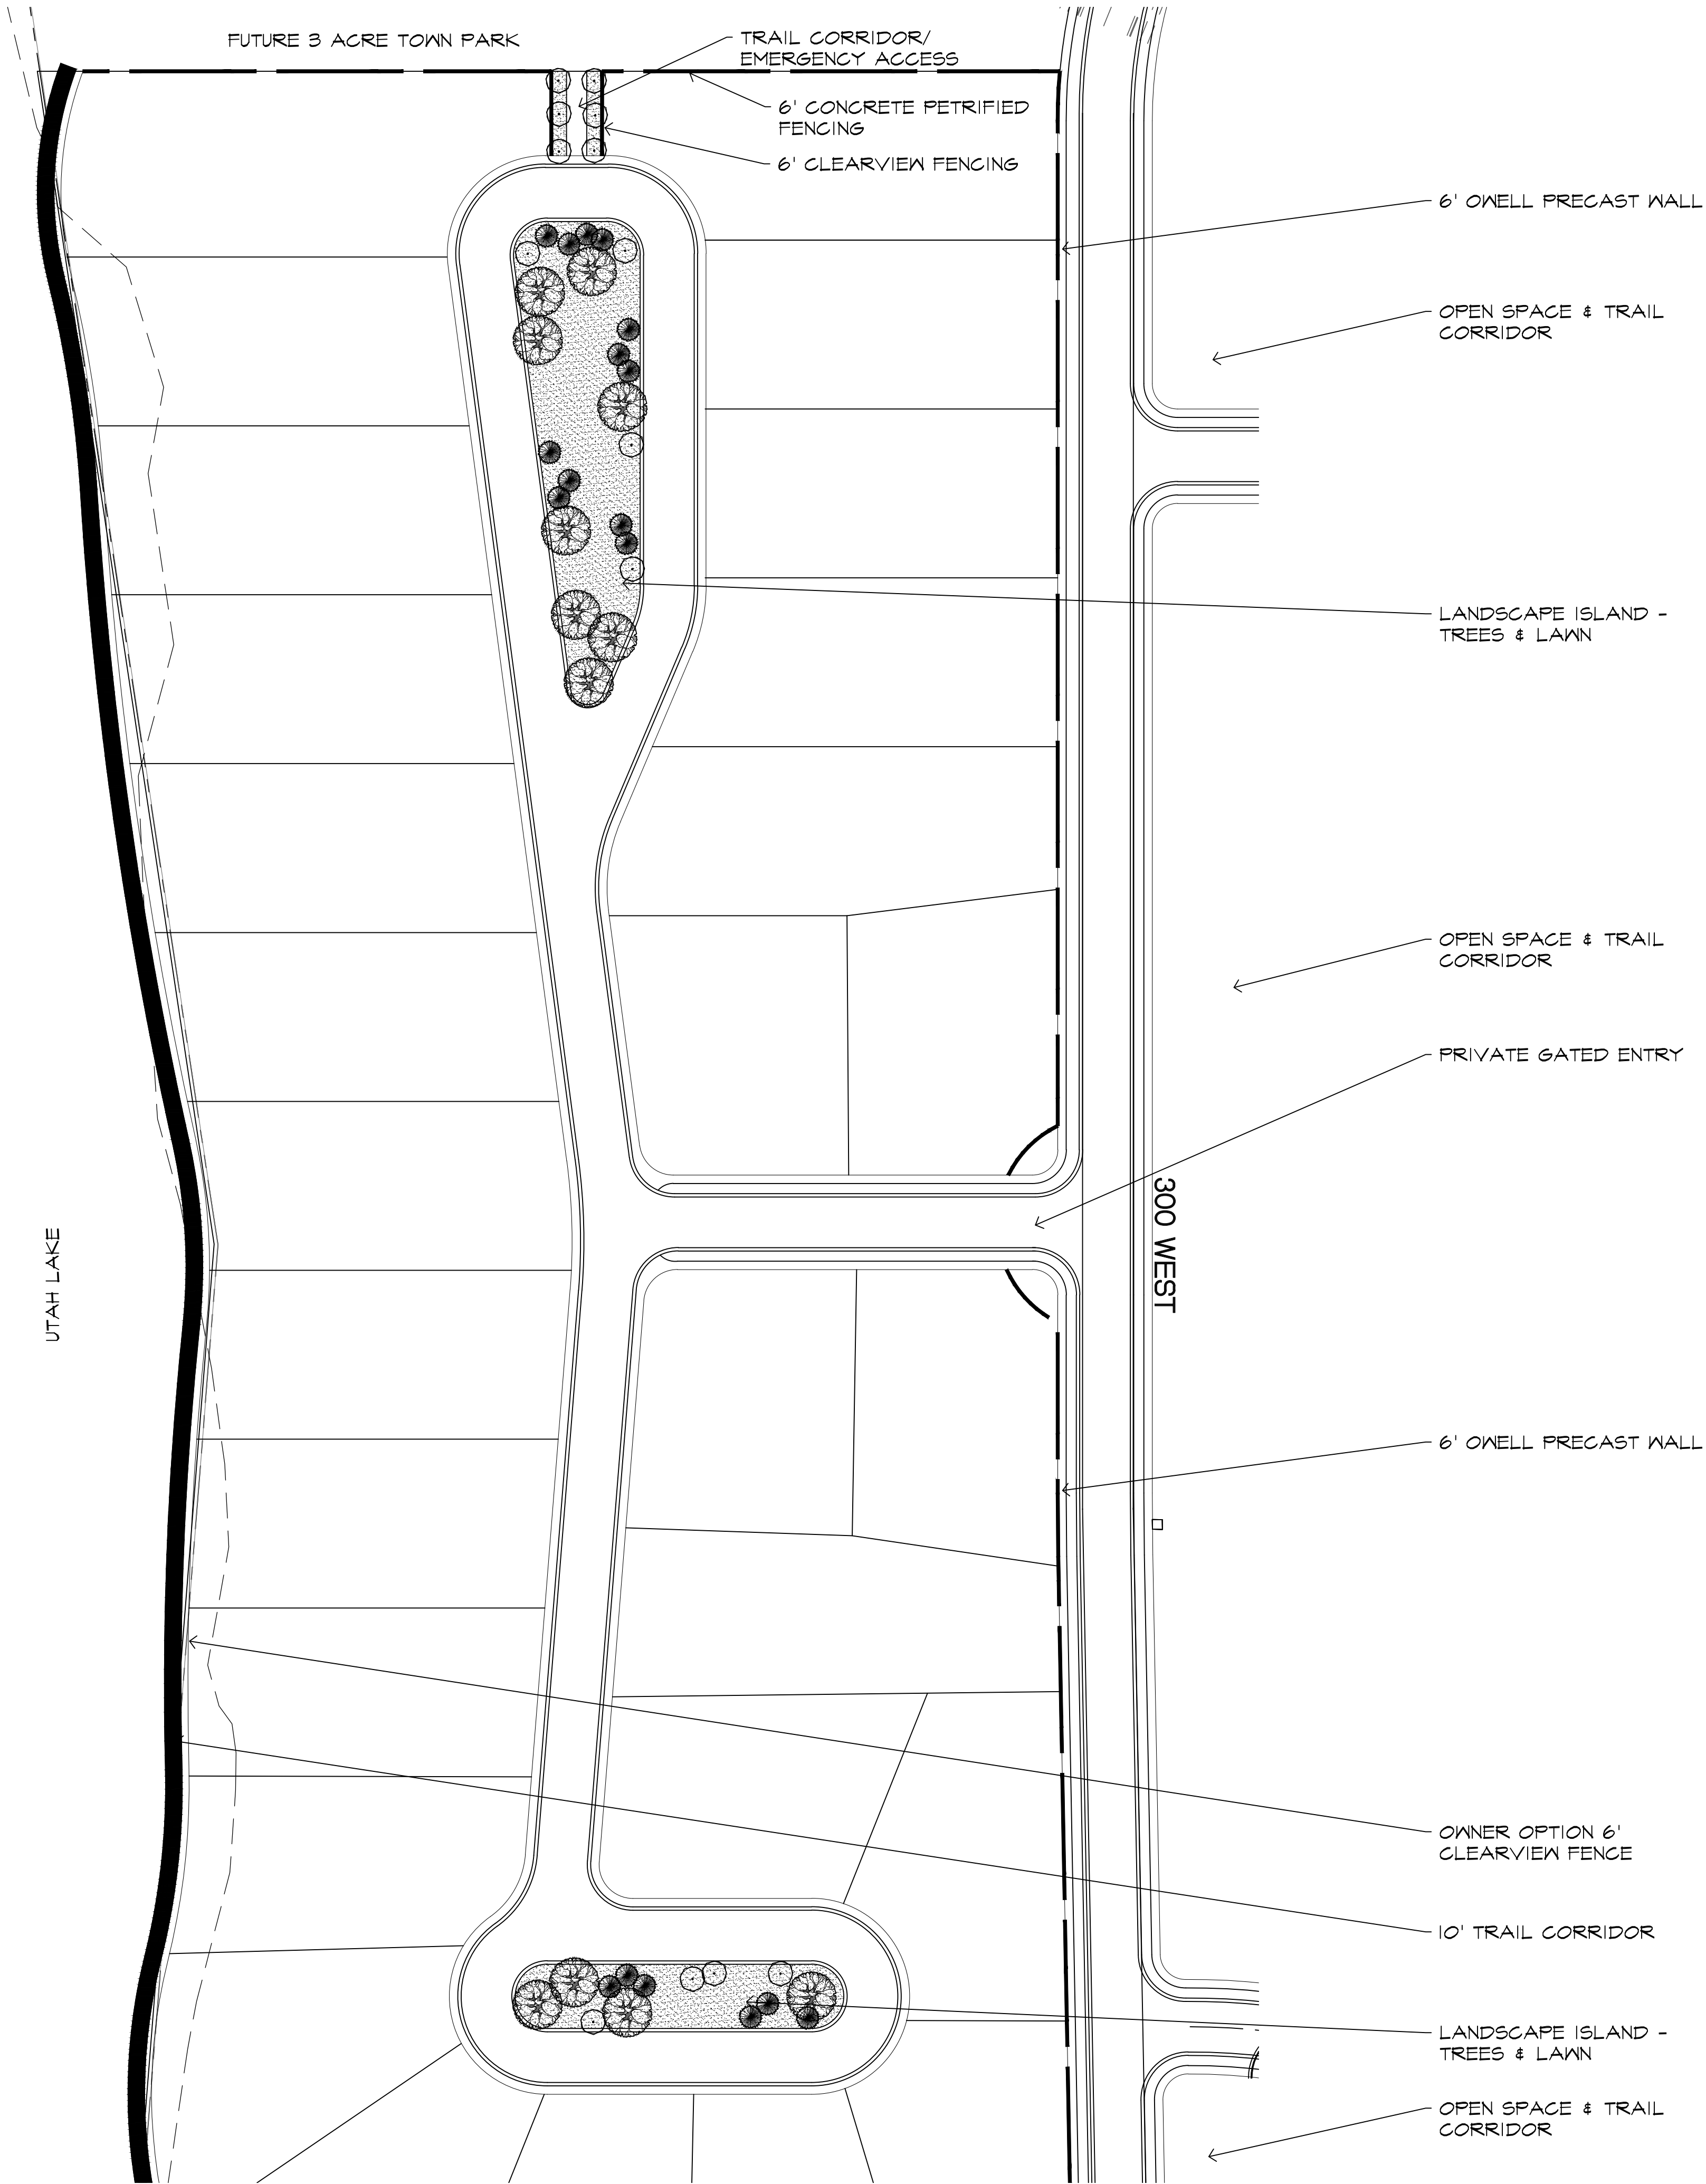 FUTURE 3 ACRE TOWN PARK
TRAIL CORRIDOR/
EMERGENCY ACCESS
6' CONCRETE PETRIFIED
FENCING
6' CLEARVIEW FENCING
6' OWELL PRECAST WALL
OPEN SPACE & TRAIL
CORRIDOR
LANDSCAPE ISLAND -
TREES & LAWN
OPEN SPACE & TRAIL
CORRIDOR
PRIVATE GATED ENTRY
300 WEST
UTAH LAKE
6' OWELL PRECAST WALL
OWNER OPTION 6'
CLEARVIEW FENCE
10' TRAIL CORRIDOR
LANDSCAPE ISLAND -
TREES & LAWN
OPEN SPACE & TRAIL
CORRIDOR